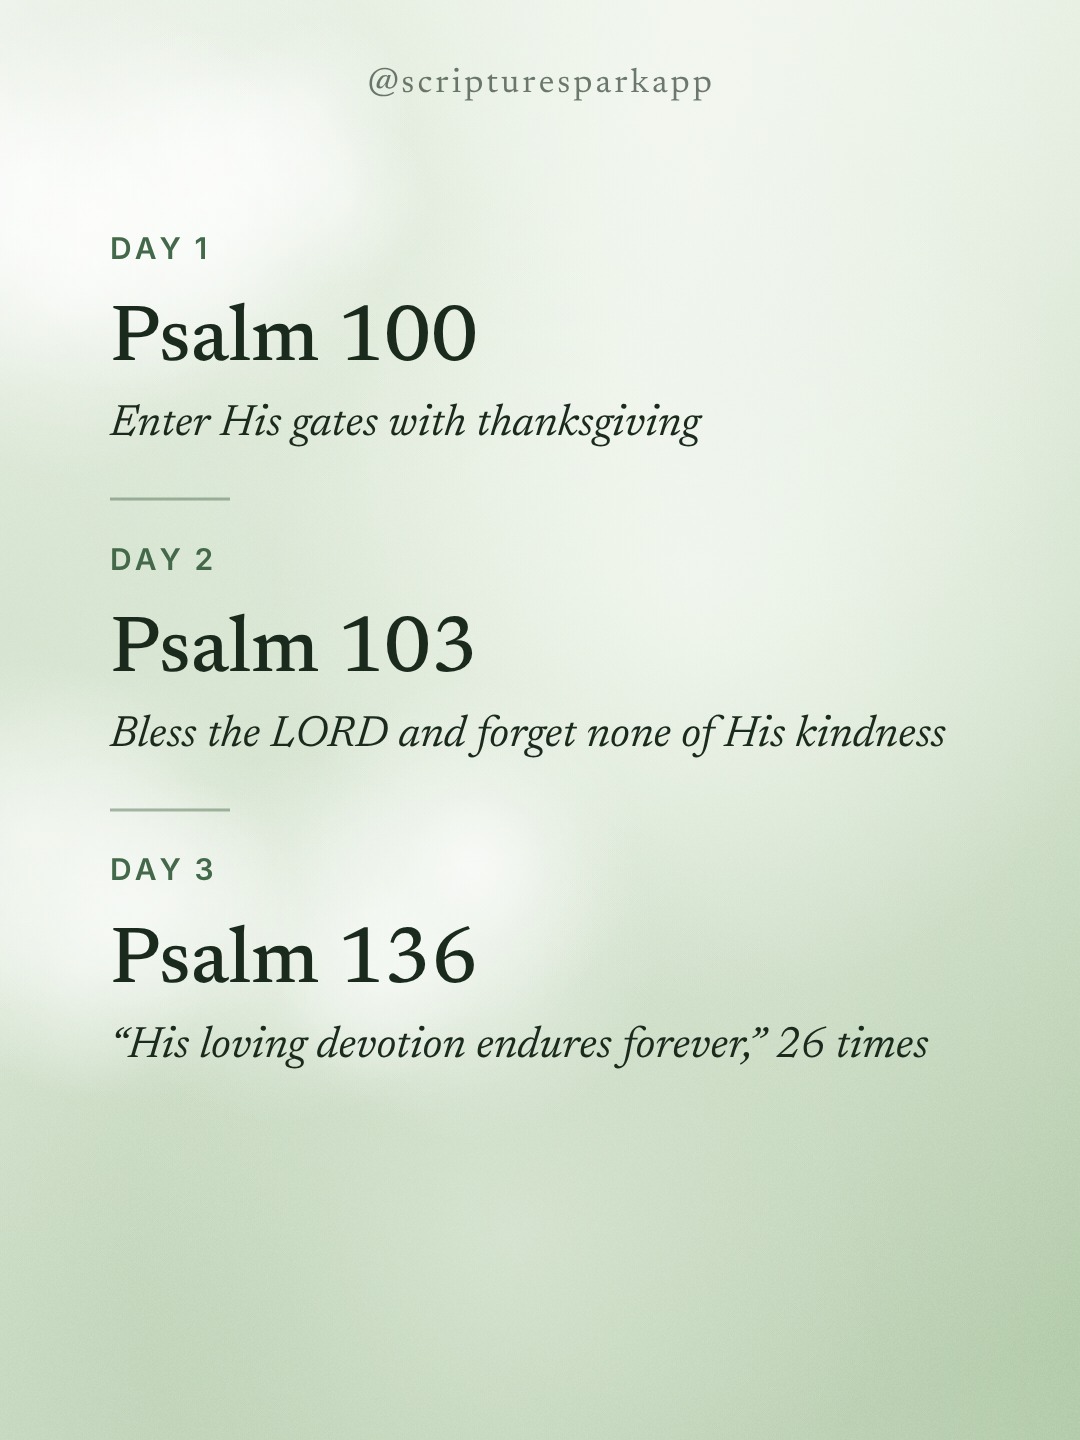 @scripturesparkapp
DAY 1
Psalm 100
Enter His gates with thanksgiving
DAY 2
Psalm 103
Bless the LORD and forget none of His kindness
DAY 3
Psalm 136
“His loving devotion endures forever,” 26 times